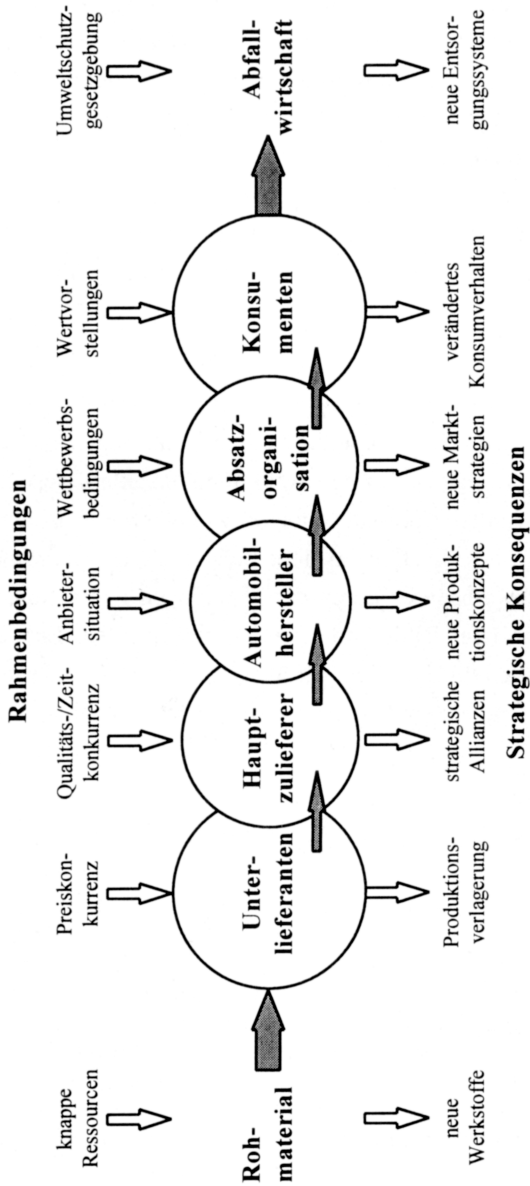 Rahmenbedingungen
knappe
Ressourcen
Preiskon-
kurrenz
Qualitäts-/Zeit-
konkurrenz
Anbieter-
situation
Wettbewerbs-
bedingungen
Wertvor-
stellungen
Umweltschutz-
gesetzgebung
Roh-
material
Unter-
lieferanten
Haupt-
zulieferer
Automobil-
hersteller
Absatz-
organi-
sation
Konsu-
menten
Abfall-
wirtschaft
neue
Werkstoffe
Produktions-
verlagerung
strategische
Allianzen
neue Produk-
tionskonzepte
neue Markt-
strategien
verändertes
Konsumverhalten
neue Entsor-
gungssysteme
Strategische Konsequenzen